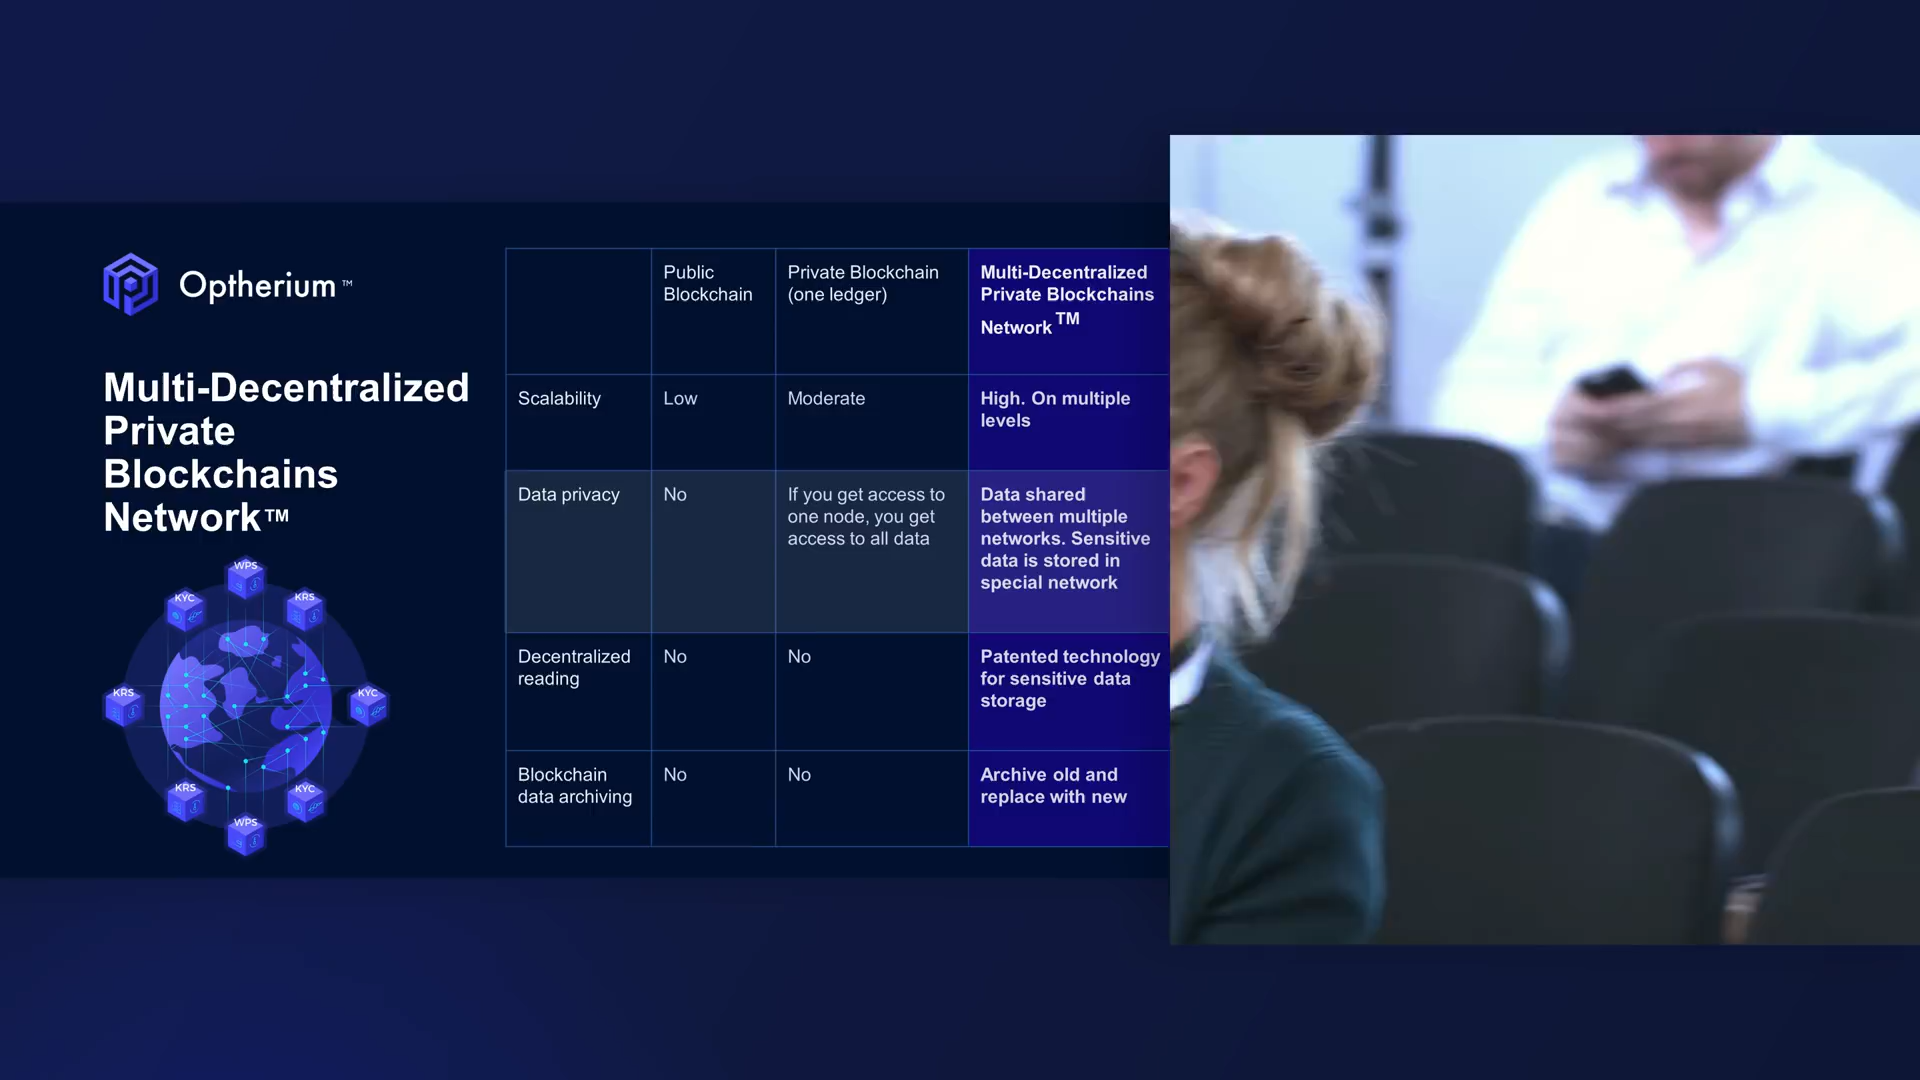 Optherium™
Multi-Decentralized
Private
Blockchains
Network™
WPS
KYC
KRS
KRS
KYC
KRS
KYC
WPS
Public
Blockchain
Private Blockchain
(one ledger)
Multi-Decentralized
Private Blockchains
Network™
Scalability
Low
Moderate
High. On multiple
levels
Data privacy
No
If you get access to
one node, you get
access to all data
Data shared
between multiple
networks. Sensitive
data is stored in
special network
Decentralized
reading
No
No
Patented technology
for sensitive data
storage
Blockchain
data archiving
No
No
Archive old and
replace with new